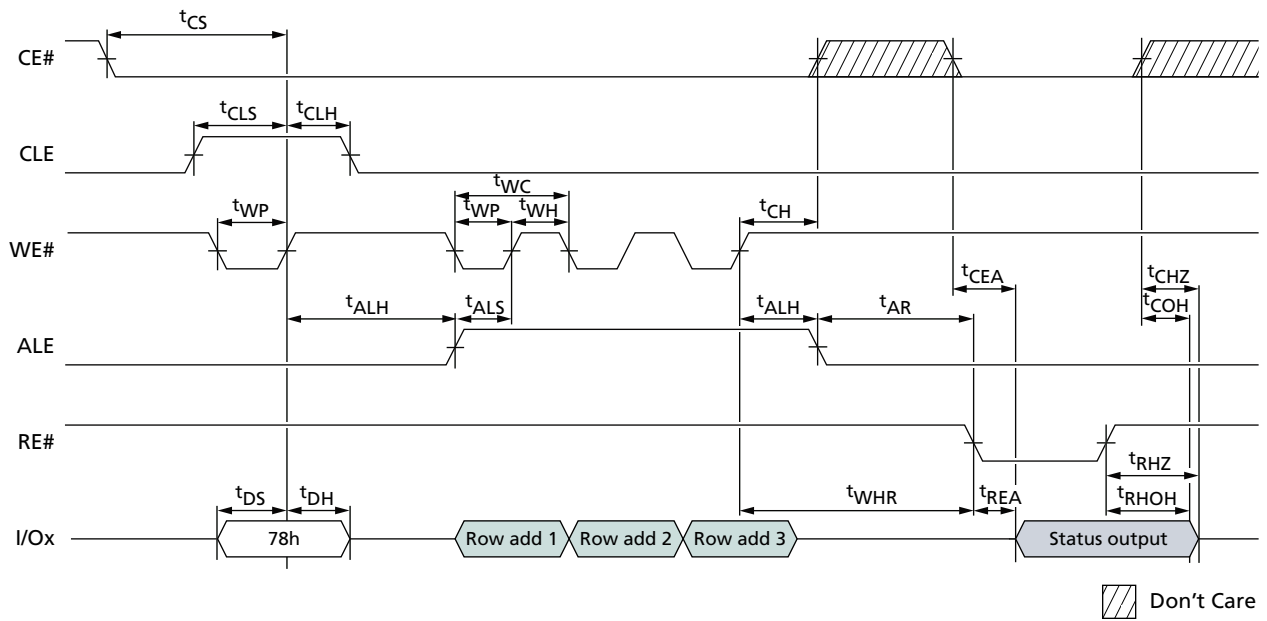 tCS
CE#
tCLS
tCLH
CLE
tWC
tWP
tWP
tWH
tCH
WE#
tCEA
tCHZ
tCOH
tALH
tALS
tALH
tAR
ALE
RE#
tRHZ
tDS
tDH
tWHR
tREA
tRHOH
I/Ox
78h
Row add 1
Row add 2
Row add 3
Status output
Don't Care